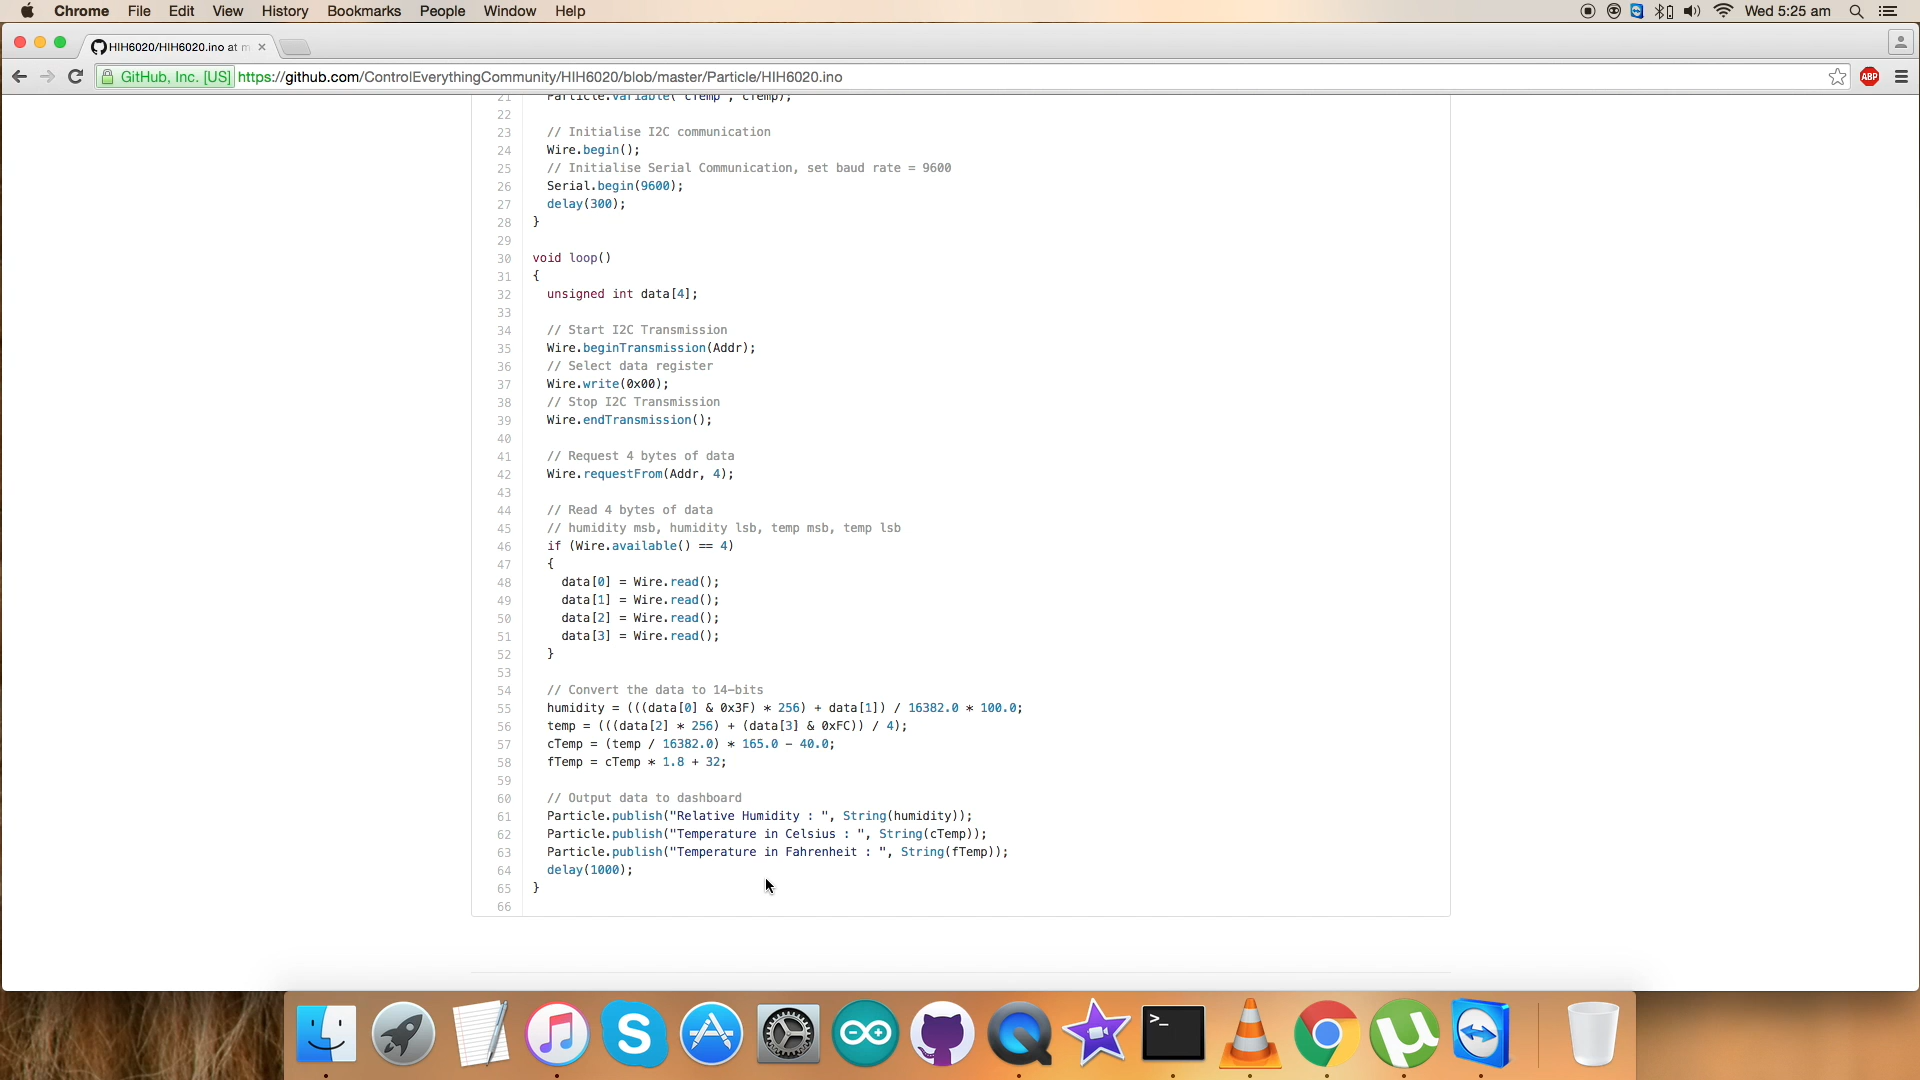 Chrome File Edit View History Bookmarks People Window Help Wed 5:25 am
HIH6020/HIH6020.ino at m
GitHub, Inc. [US] https://github.com/ControlEverythingCommunity/HIH6020/blob/master/Particle/HIH6020.ino ABP
21 Particle.variable("cTemp", cTemp);
22
23 // Initialise I2C communication
24 Wire.begin();
25 // Initialise Serial Communication, set baud rate = 9600
26 Serial.begin(9600);
27 delay(300);
28 }
29
30 void loop()
31 {
32 unsigned int data[4];
33
34 // Start I2C Transmission
35 Wire.beginTransmission(Addr);
36 // Select data register
37 Wire.write(0x00);
38 // Stop I2C Transmission
39 Wire.endTransmission();
40
41 // Request 4 bytes of data
42 Wire.requestFrom(Addr, 4);
43
44 // Read 4 bytes of data
45 // humidity msb, humidity lsb, temp msb, temp lsb
46 if (Wire.available() == 4)
47 {
48 data[0] = Wire.read();
49 data[1] = Wire.read();
50 data[2] = Wire.read();
51 data[3] = Wire.read();
52 }
53
54 // Convert the data to 14-bits
55 humidity = (((data[0] & 0x3F) * 256) + data[1]) / 16382.0 * 100.0;
56 temp = (((data[2] * 256) + (data[3] & 0xFC)) / 4);
57 cTemp = (temp / 16382.0) * 165.0 - 40.0;
58 fTemp = cTemp * 1.8 + 32;
59
60 // Output data to dashboard
61 Particle.publish("Relative Humidity : ", String(humidity));
62 Particle.publish("Temperature in Celsius : ", String(cTemp));
63 Particle.publish("Temperature in Fahrenheit : ", String(fTemp));
64 delay(1000);
65 }
66